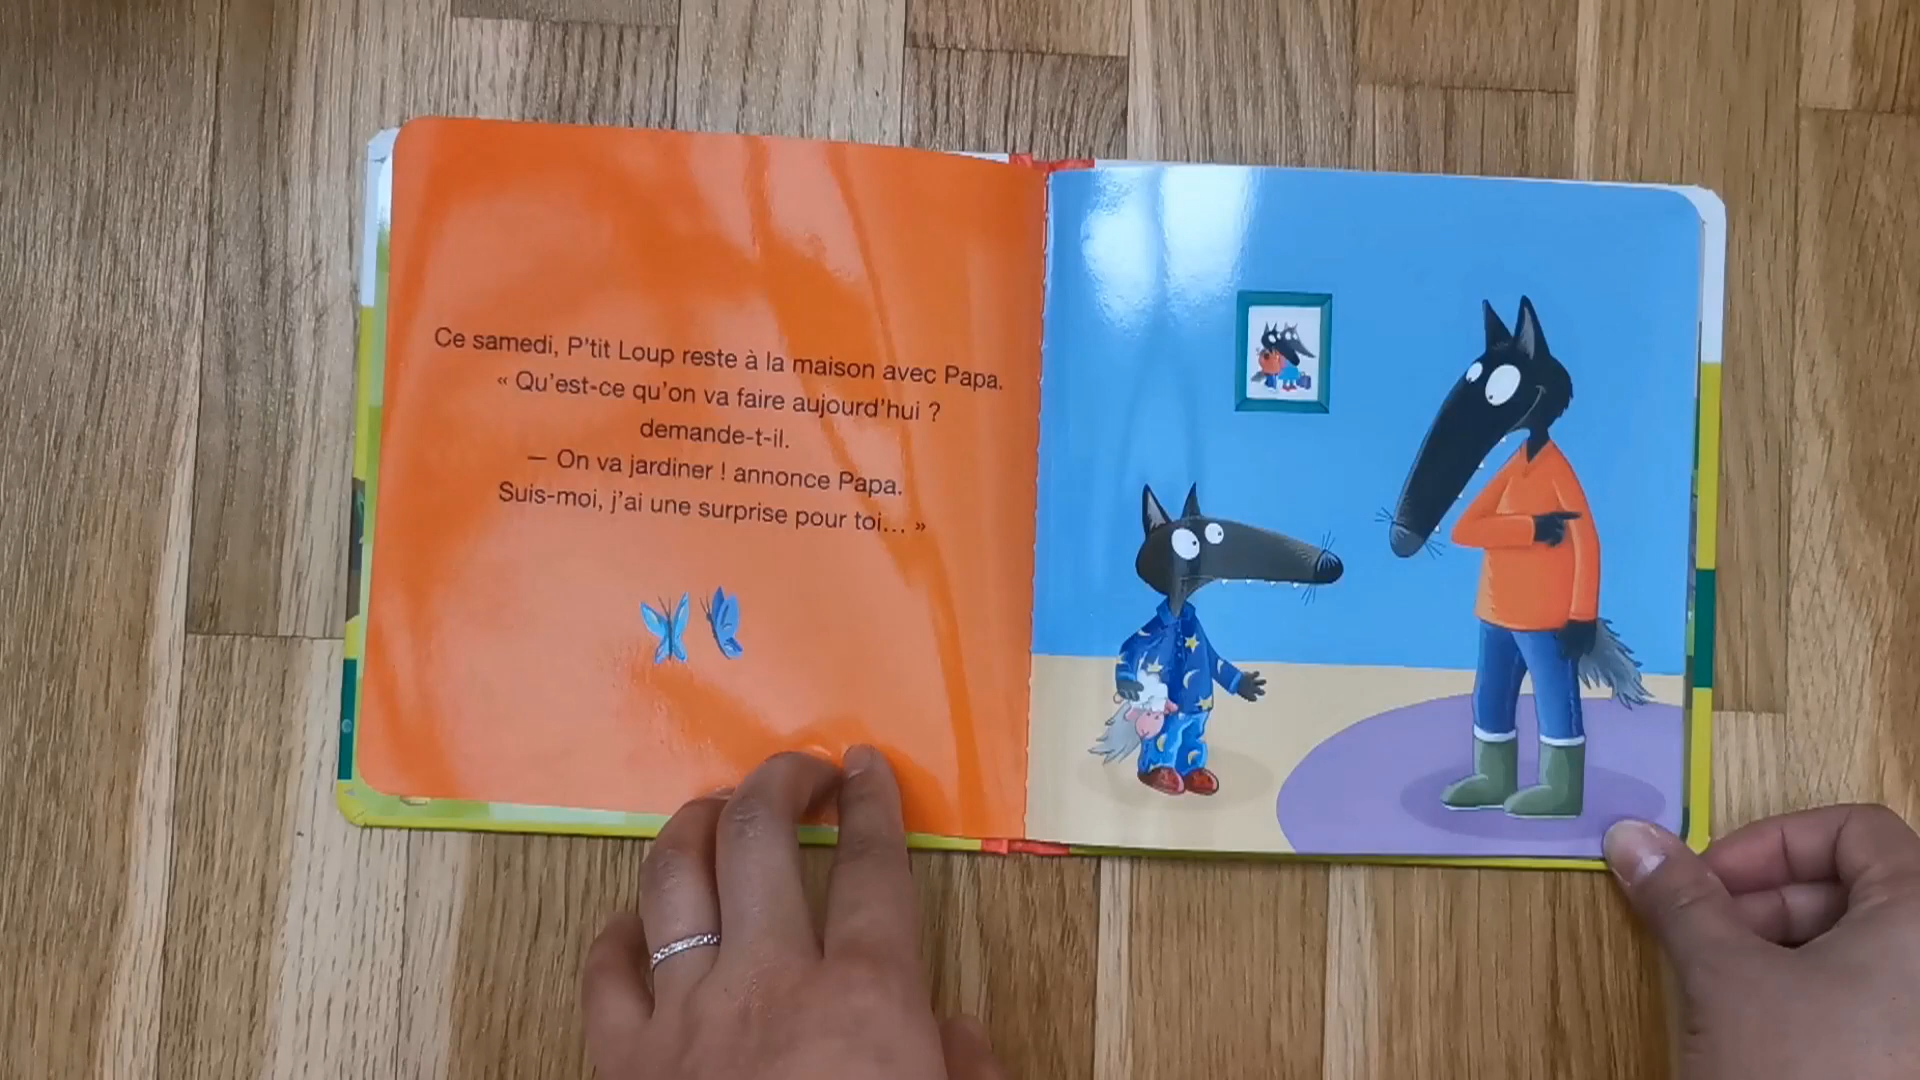 Ce samedi, P'tit Loup reste à la maison avec Papa.
« Qu'est-ce qu'on va faire aujourd'hui ?
demande-t-il.
— On va jardiner ! annonce Papa.
Suis-moi, j'ai une surprise pour toi... »